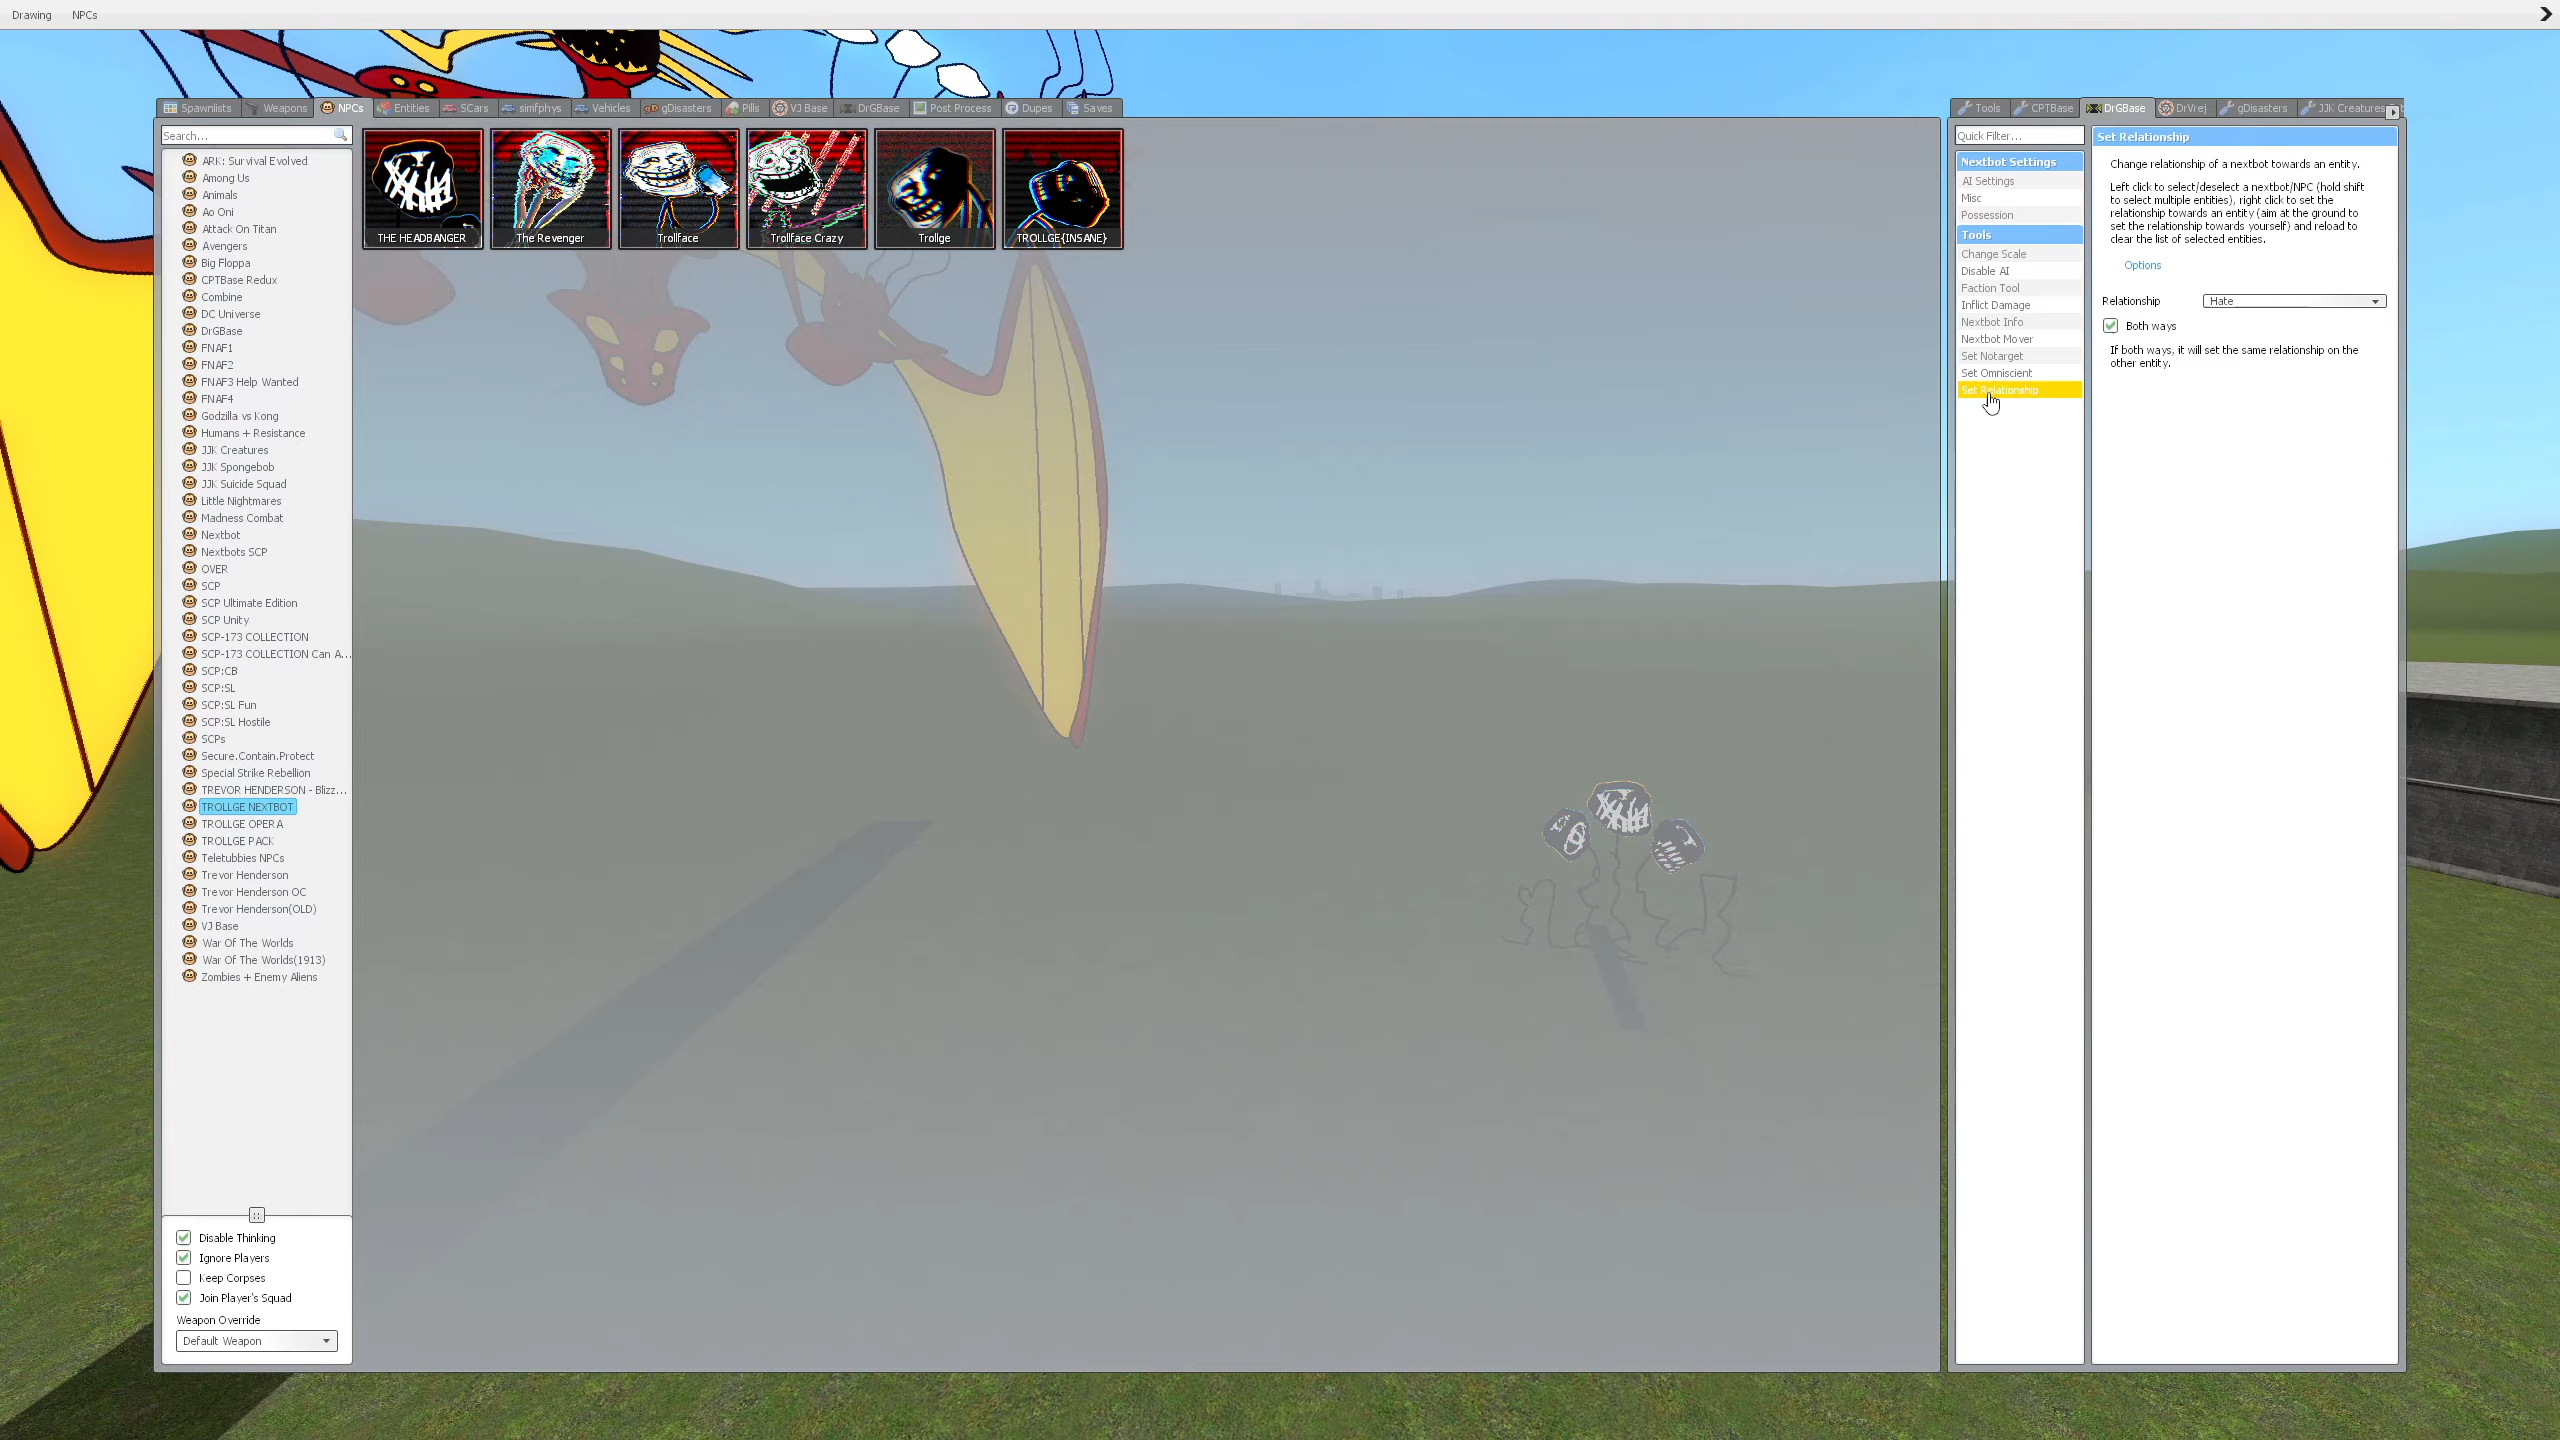 Drawing NPCs
Spawnlists Weapons NPCs Entities SCars simfphys Vehicles gDisasters Pills VJ Base DrGBase Post Process Dupes Saves
Search...
ARK: Survival Evolved
Among Us
Animals
Ao Oni
Attack On Titan
Avengers
Big Floppa
CPTBase Redux
Combine
DC Universe
DrGBase
FNAF1
FNAF2
FNAF3 Help Wanted
FNAF4
Godzilla vs Kong
Humans + Resistance
JJK Creatures
JJK Spongebob
JJK Suicide Squad
Little Nightmares
Madness Combat
Nextbot
Nextbots SCP
OVER
SCP
SCP Ultimate Edition
SCP Unity
SCP-173 COLLECTION
SCP-173 COLLECTION Can A...
SCP:CB
SCP:SL
SCP:SL Fun
SCP:SL Hostile
SCPs
Secure.Contain.Protect
Special Strike Rebellion
TREVOR HENDERSON - Blizz...
TROLLGE NEXTBOT
TROLLGE OPERA
TROLLGE PACK
Teletubbies NPCs
Trevor Henderson
Trevor Henderson OC
Trevor Henderson(OLD)
VJ Base
War Of The Worlds
War Of The Worlds(1913)
Zombies + Enemy Aliens
Disable Thinking
Ignore Players
Keep Corpses
Join Player's Squad
Weapon Override
Default Weapon
THE HEADBANGER
The Revenger
Trollface
Trollface Crazy
Trollge
TROLLGE{INSANE}
Tools CPTBase DrGBase DrVrej gDisasters JJK Creatures
Quick Filter...
Nextbot Settings
AI Settings
Misc
Possession
Tools
Change Scale
Disable AI
Faction Tool
Inflict Damage
Nextbot Info
Nextbot Mover
Set Notarget
Set Omniscient
Set Relationship
Set Relationship
Change relationship of a nextbot towards an entity.
Left click to select/deselect a nextbot/NPC (hold shift
to select multiple entities), right click to set the
relationship towards an entity (aim at the ground to
set the relationship towards yourself) and reload to
clear the list of selected entities.
Options
Relationship Hate
Both ways
If both ways, it will set the same relationship on the
other entity.